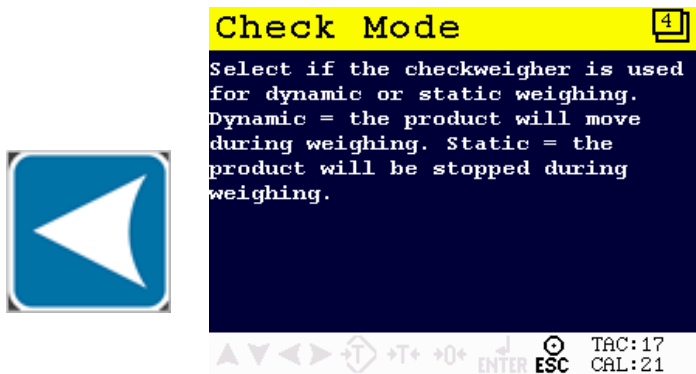 Check Mode
4
Select if the checkweigher is used
for dynamic or static weighing.
Dynamic = the product will move
during weighing. Static = the
product will be stopped during
weighing.
T →T← →0← ENTER ESC
TAC:17
CAL:21